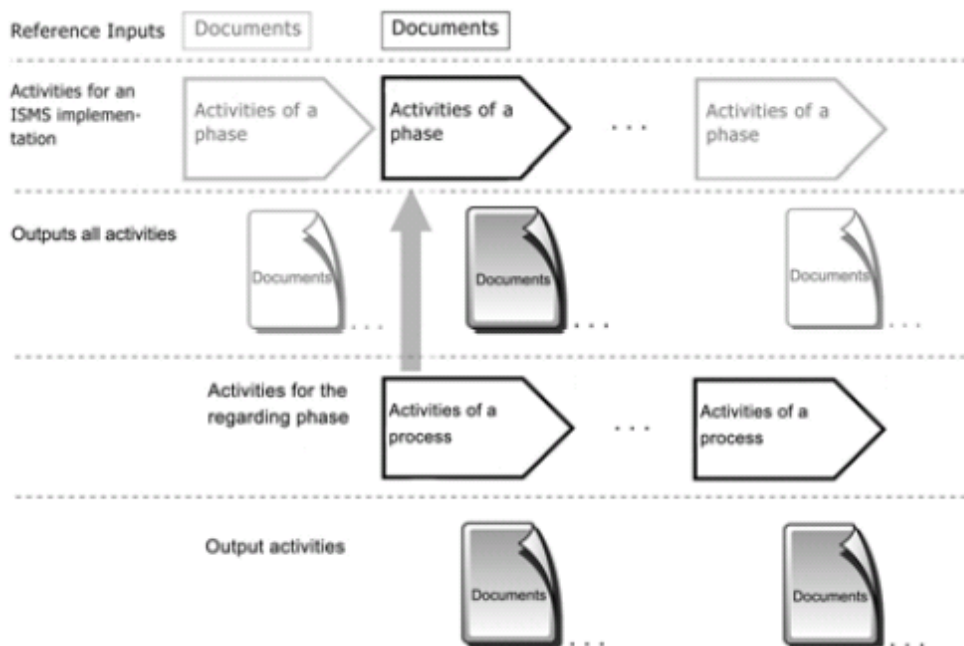 Reference Inputs
Documents
Documents
Activities for an
ISMS implemen-
tation
Activities of a
phase
Activities of a
phase
...
Activities of a
phase
Outputs all activities
Documents
...
Documents
...
Documents
...
Activities for the
regarding phase
Activities of a
process
...
Activities of a
process
Output activities
Documents
...
Documents
...